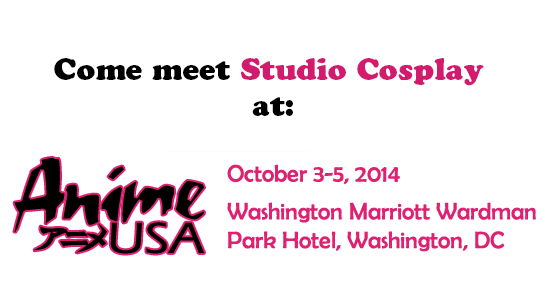 Come meet Studio Cosplay
at:
Anime
アニメUSA
October 3-5, 2014
Washington Marriott Wardman
Park Hotel, Washington, DC